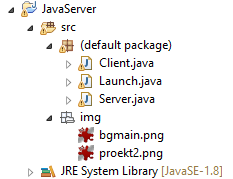 JavaServer
src
(default package)
Client.java
Launch.java
Server.java
img
bgmain.png
proekt2.png
JRE System Library [JavaSE-1.8]